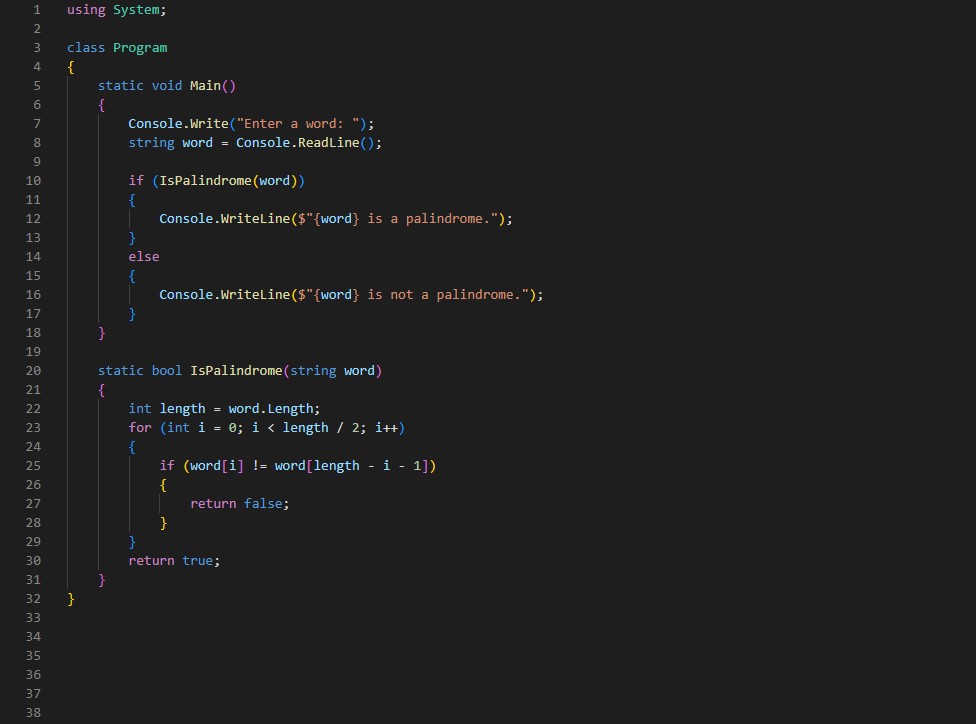 1 using System;
2
3 class Program
4 {
5     static void Main()
6     {
7         Console.Write("Enter a word: ");
8         string word = Console.ReadLine();
9
10         if (IsPalindrome(word))
11         {
12             Console.WriteLine($"{word} is a palindrome.");
13         }
14         else
15         {
16             Console.WriteLine($"{word} is not a palindrome.");
17         }
18     }
19
20     static bool IsPalindrome(string word)
21     {
22         int length = word.Length;
23         for (int i = 0; i < length / 2; i++)
24         {
25             if (word[i] != word[length - i - 1])
26             {
27                 return false;
28             }
29         }
30         return true;
31     }
32 }
33
34
35
36
37
38